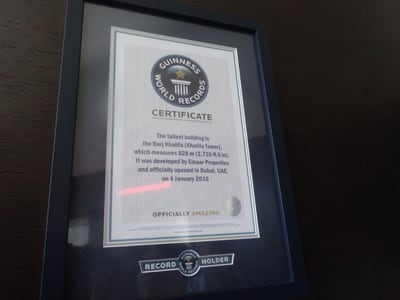 GUINNESS
WORLD RECORDS
CERTIFICATE
The tallest building is
the Burj Khalifa (Khalifa Tower),
which measures 828 m (2,716 ft 6 in).
It was developed by Emaar Properties
and officially opened in Dubai, UAE,
on 4 January 2010
OFFICIALLY AMAZING
RECORD HOLDER